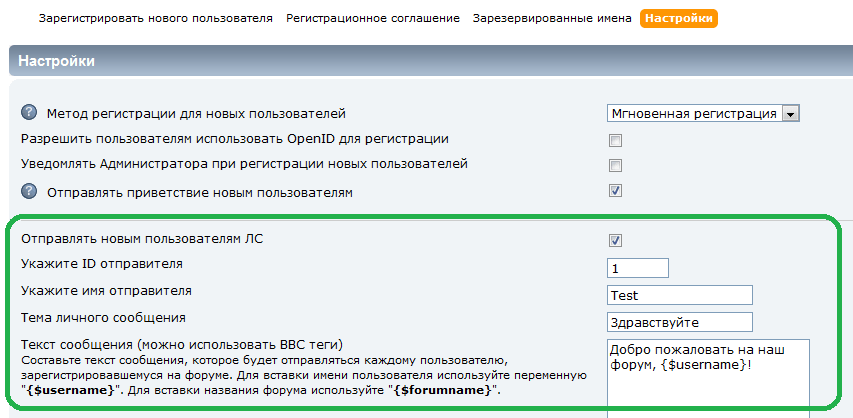 Зарегистрировать нового пользователя Регистрационное соглашение Зарезервированные имена Настройки
Настройки
? Метод регистрации для новых пользователей Мгновенная регистрация
Разрешить пользователям использовать OpenID для регистрации
Уведомлять Администратора при регистрации новых пользователей
? Отправлять приветствие новым пользователям
Отправлять новым пользователям ЛС
Укажите ID отправителя 1
Укажите имя отправителя Test
Тема личного сообщения Здравствуйте
Текст сообщения (можно использовать BBC теги) Добро пожаловать на наш
Составьте текст сообщения, которое будет отправляться каждому пользователю, форум, {$username}!
зарегистрировавшемуся на форуме. Для вставки имени пользователя используйте переменную
"{$username}". Для вставки названия форума используйте "{$forumname}".